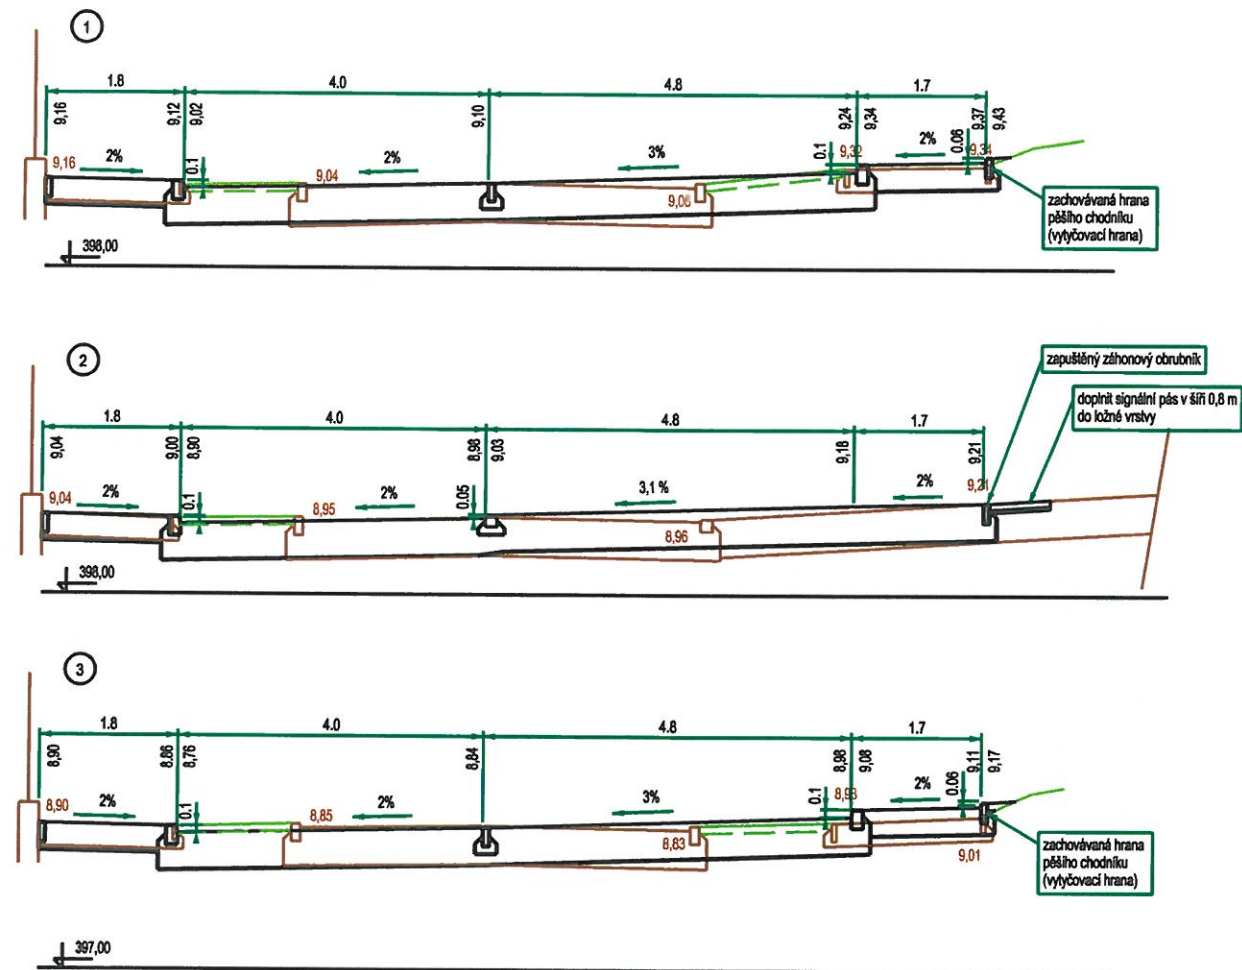 1
1.8 4.0 4.8 1.7
9,16 9,12 9,02 9,10 9,24 9,34 9,37 9,43
9,16 2% 0.1 9,04 2% 3% 0.1 9,32 2% 0.06 9,34
9,06
zachovávaná hrana
pěšího chodníku
(vytyčovací hrana)
398,00
2
zapuštěný záhonový obrubník
doplnit signální pás v šíři 0,8 m
do ložné vrstvy
1.8 4.0 4.8 1.7
9,04 9,00 8,90 8,98 9,03 9,18 9,21
9,04 2% 0.1 8,95 2% 0.05 3,1 % 2% 9,21
8,96
398,00
3
1.8 4.0 4.8 1.7
8,90 8,86 8,76 8,84 8,98 9,08 9,11 9,17
8,90 2% 0.1 8,85 2% 3% 0.1 8,93 2% 0.06
8,83 9,01
zachovávaná hrana
pěšího chodníku
(vytyčovací hrana)
397,00